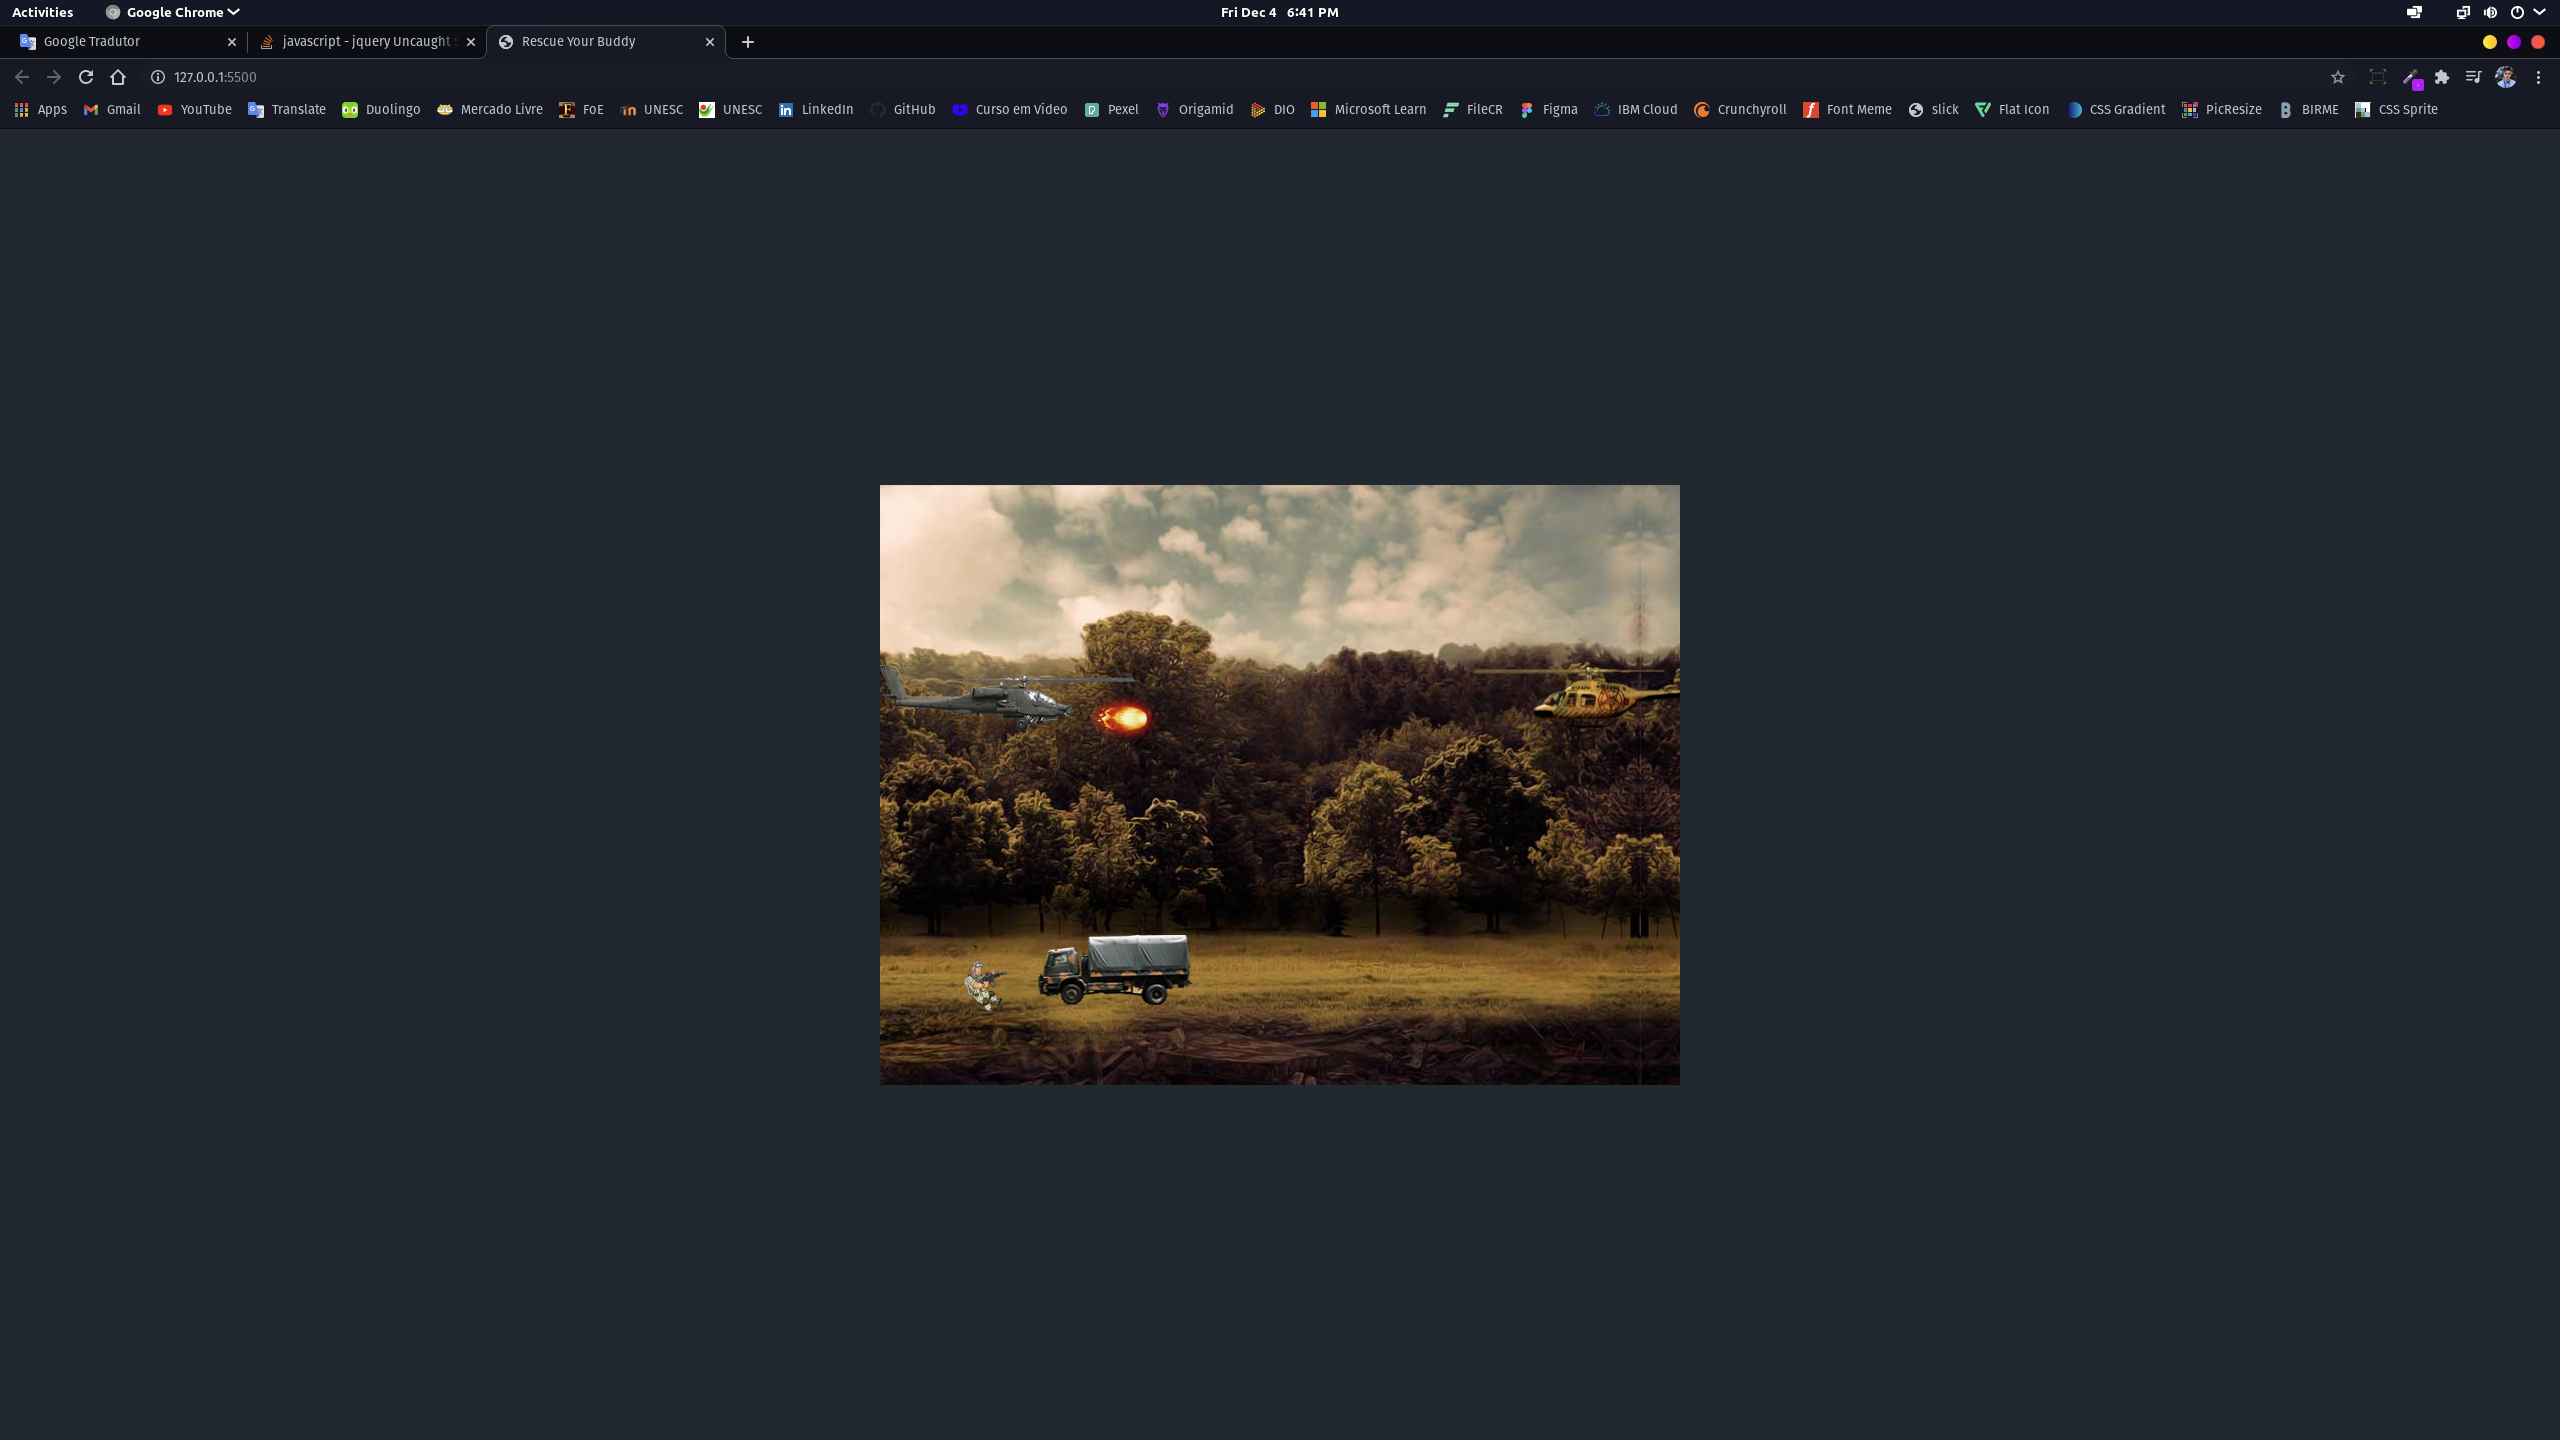 Activities Google Chrome Fri Dec 4 6:41 PM
Google Tradutor javascript - jquery Uncaught Rescue Your Buddy
127.0.0.1:5500
Apps Gmail YouTube Translate Duolingo Mercado Livre FoE UNESC UNESC LinkedIn GitHub Curso em Vídeo Pexel Origamid DIO Microsoft Learn FileCR Figma IBM Cloud Crunchyroll Font Meme slick Flat Icon CSS Gradient PicResize BIRME CSS Sprite